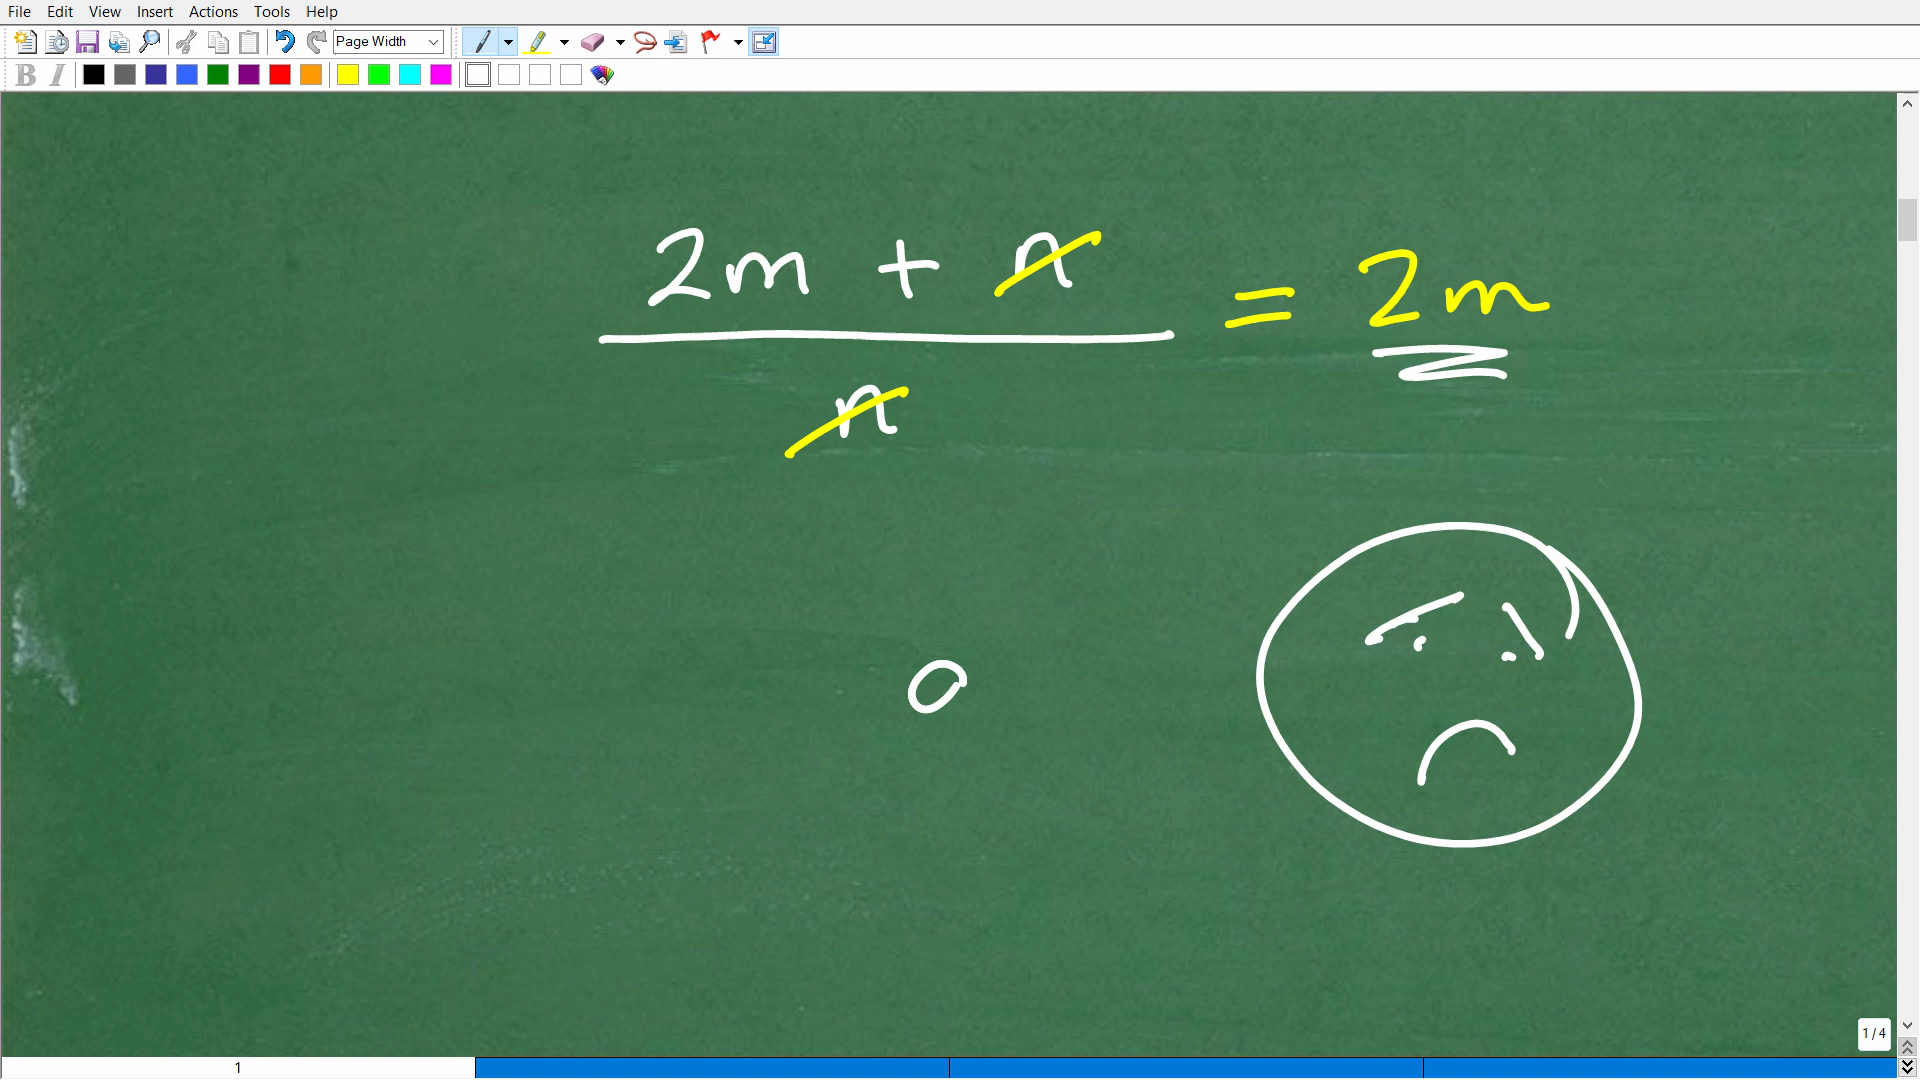 File Edit View Insert Actions Tools Help
Page Width
B I
2m + n = 2m
n
0
1 / 4
1